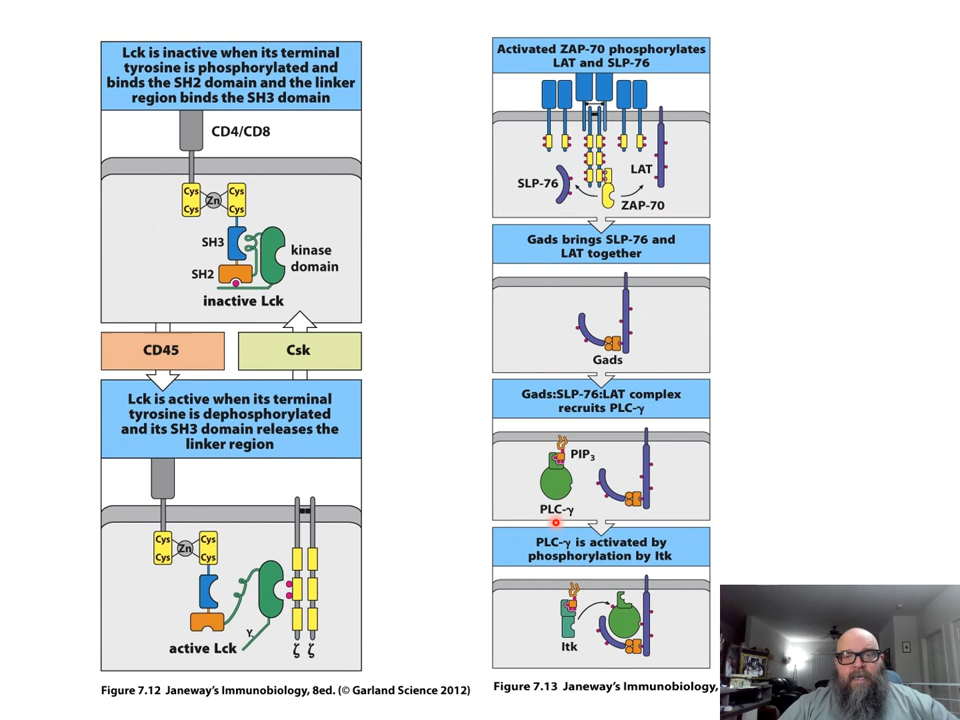 Lck is inactive when its terminal
tyrosine is phosphorylated and
binds the SH2 domain and the linker
region binds the SH3 domain
CD4/CD8
Cys
Cys
Zn
Cys
Cys
SH3
SH2
kinase
domain
inactive Lck
CD45
Csk
Lck is active when its terminal
tyrosine is dephosphorylated
and its SH3 domain releases the
linker region
Cys
Cys
Zn
Cys
Cys
Y
active Lck
ζ ζ
Figure 7.12 Janeway's Immunobiology, 8ed. (© Garland Science 2012)
Activated ZAP-70 phosphorylates
LAT and SLP-76
SLP-76
LAT
ZAP-70
Gads brings SLP-76 and
LAT together
Gads
Gads:SLP-76:LAT complex
recruits PLC-γ
PIP₃
PLC-γ
PLC-γ is activated by
phosphorylation by Itk
Itk
Figure 7.13 Janeway's Immunobiology,